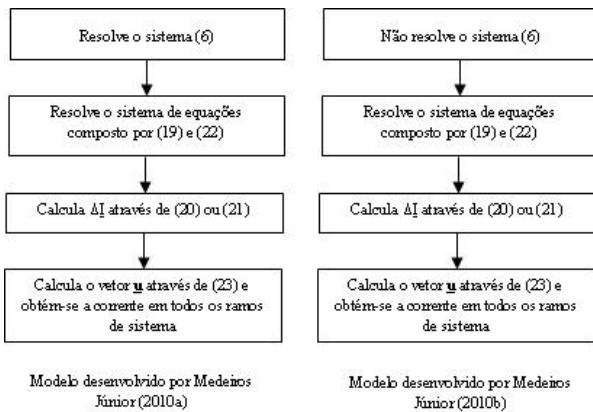 Resolve o sistema (6)
Resolve o sistema de equações
composto por (19) e (22)
Calcula ΔI através de (20) ou (21)
Calcula o vetor u através de (23) e
obtém-se a corrente em todos os ramos
de sistema
Modelo desenvolvido por Medeiros
Júnior (2010a)
Não resolve o sistema (6)
Resolve o sistema de equações
composto por (19) e (22)
Calcula ΔI através de (20) ou (21)
Calcula o vetor u através de (23) e
obtém-se a corrente em todos os ramos
de sistema
Modelo desenvolvido por Medeiros
Júnior (2010b)